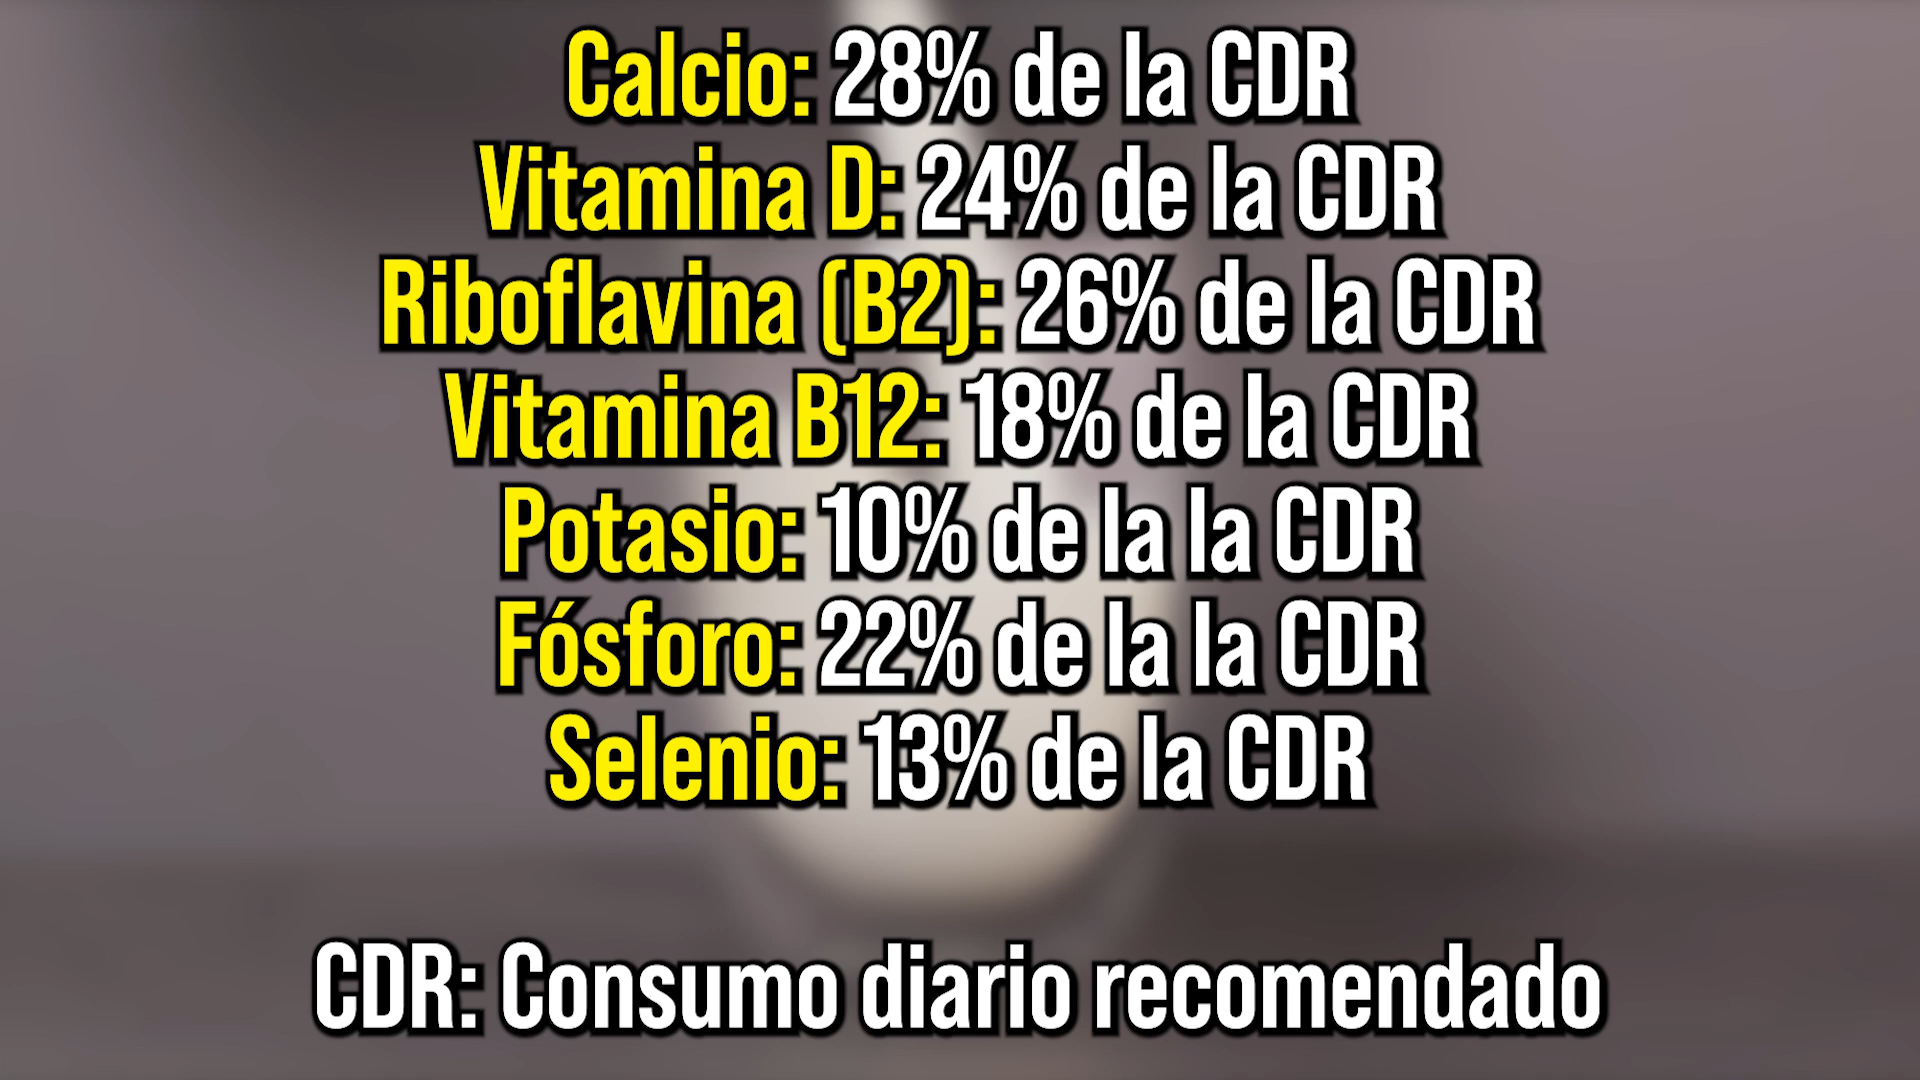 Calcio: 28% de la CDR
Vitamina D: 24% de la CDR
Riboflavina (B2): 26% de la CDR
Vitamina B12: 18% de la CDR
Potasio: 10% de la la CDR
Fósforo: 22% de la la CDR
Selenio: 13% de la CDR
CDR: Consumo diario recomendado